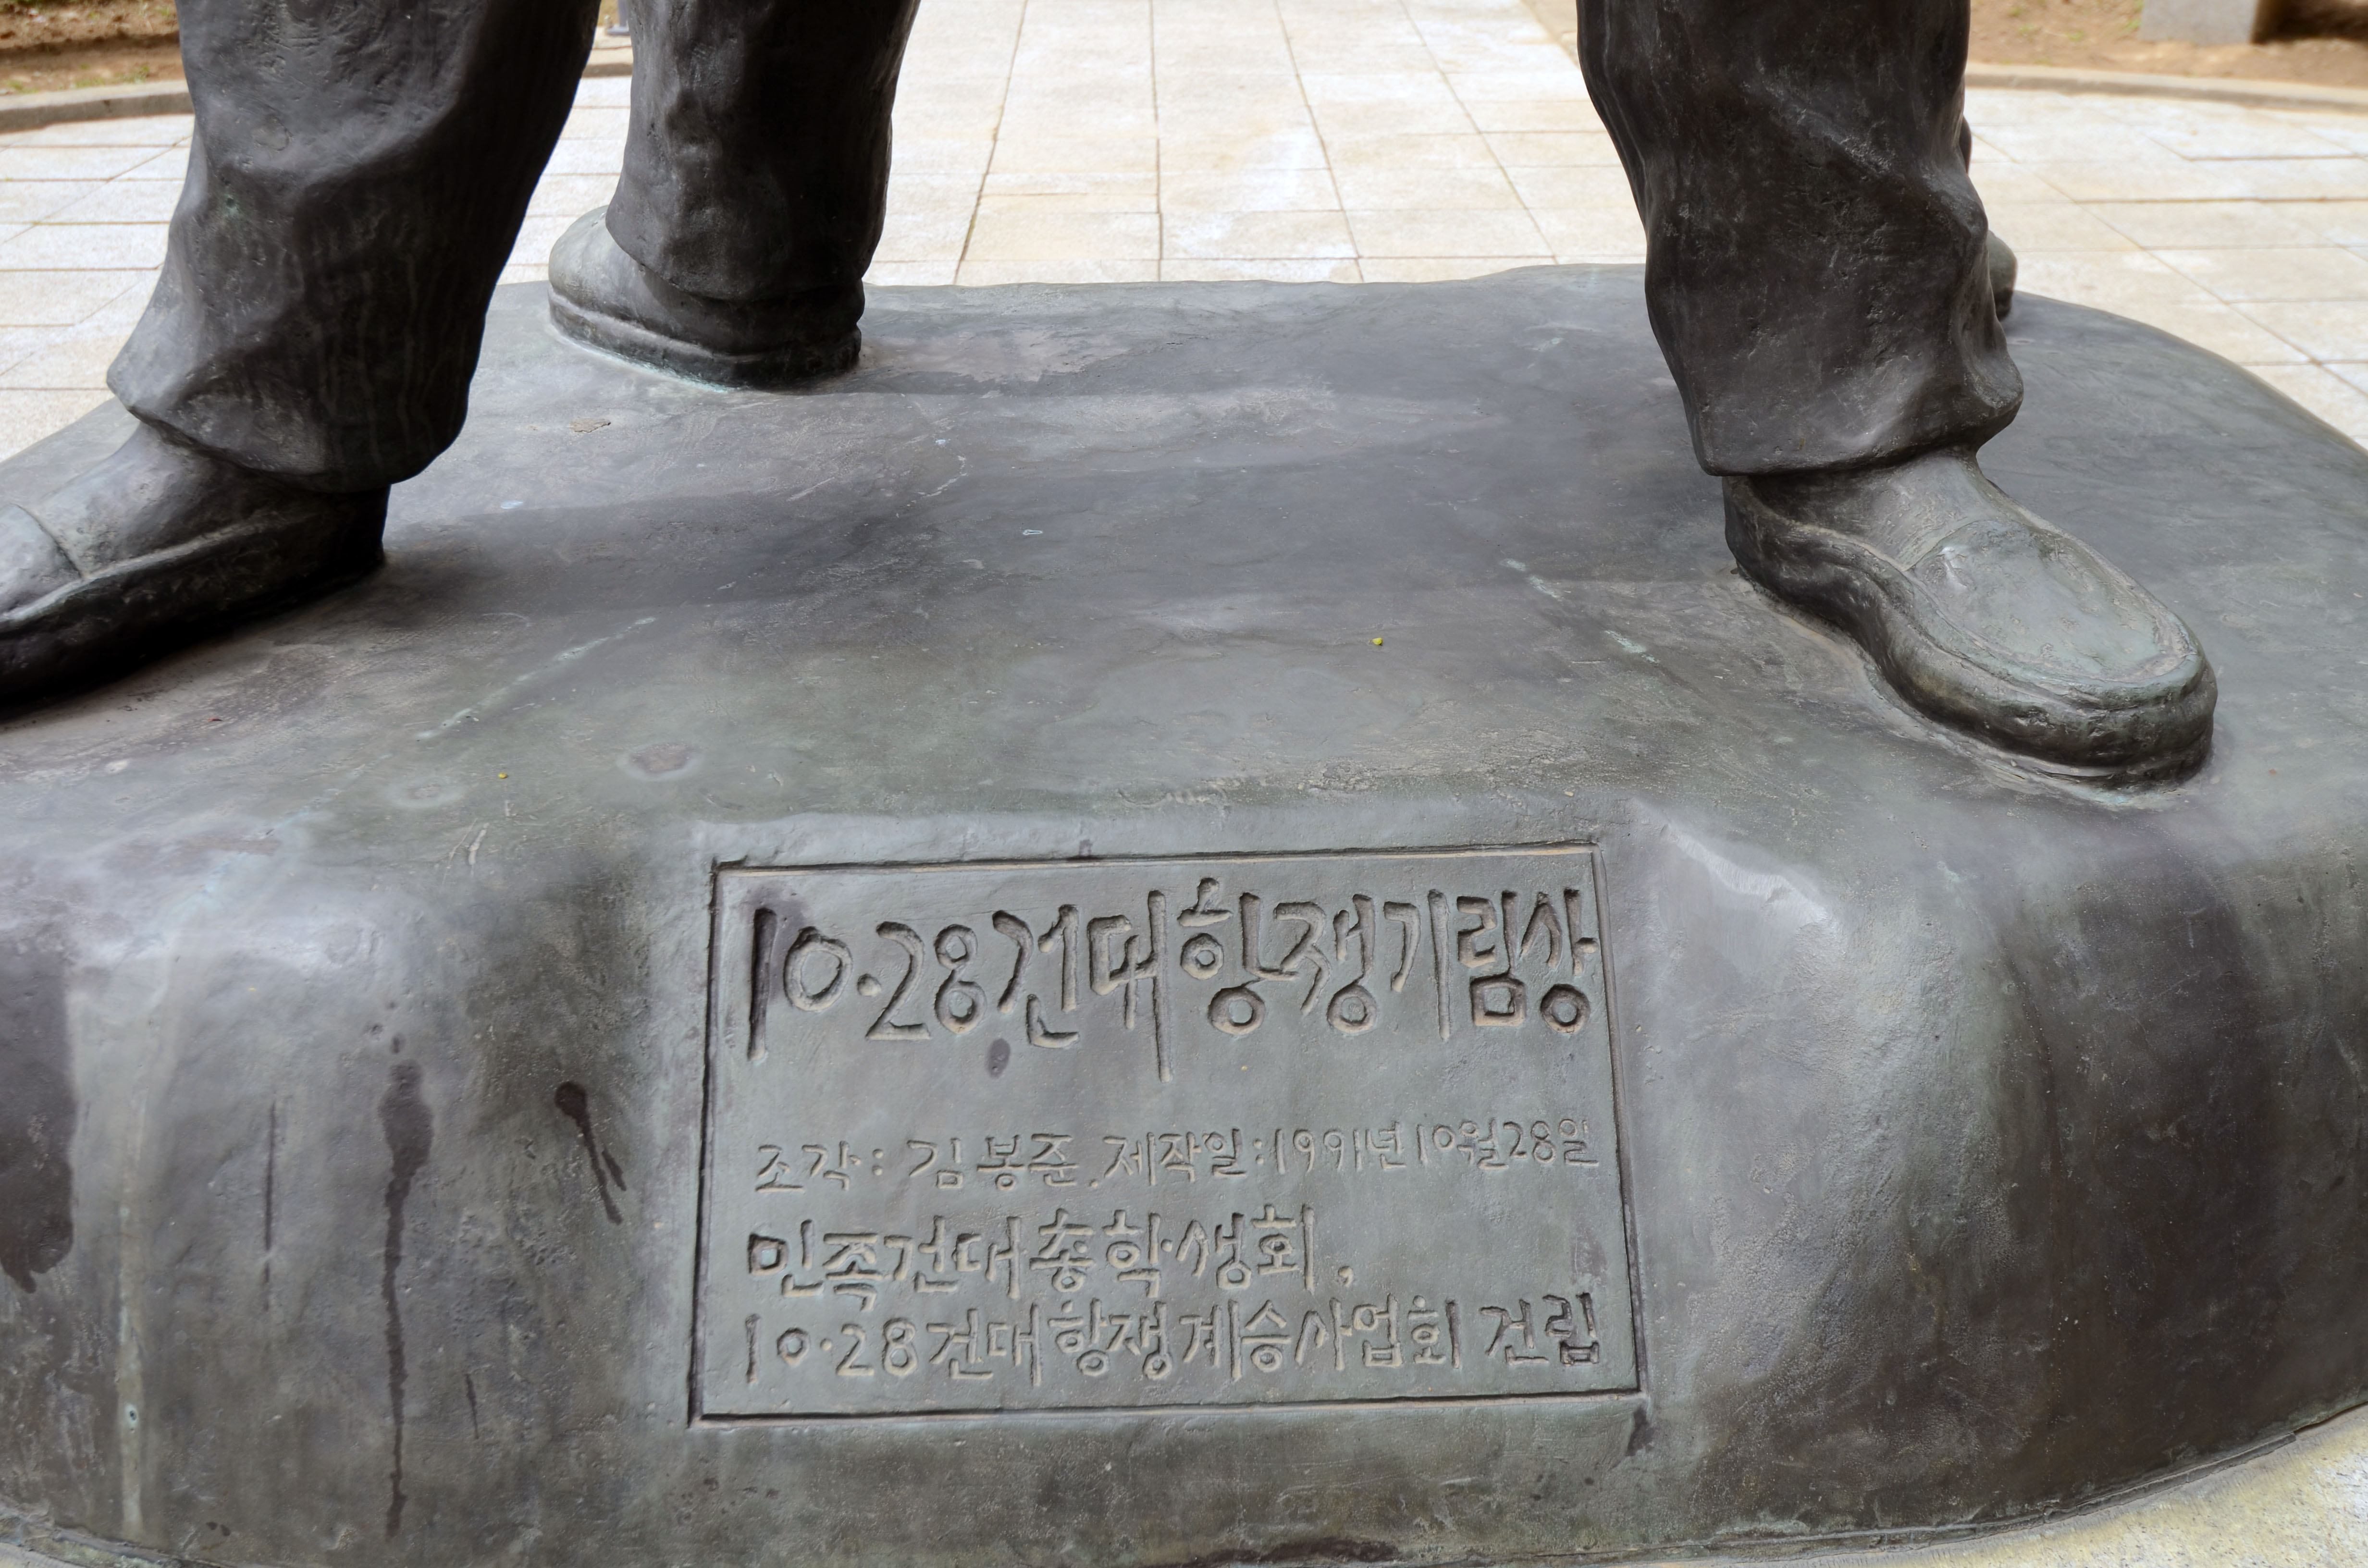 10·28건대항쟁기림상
조각: 김봉준. 제작일:1991년10월28일
민족건대총학생회,
10·28건대항쟁계승사업회 건립